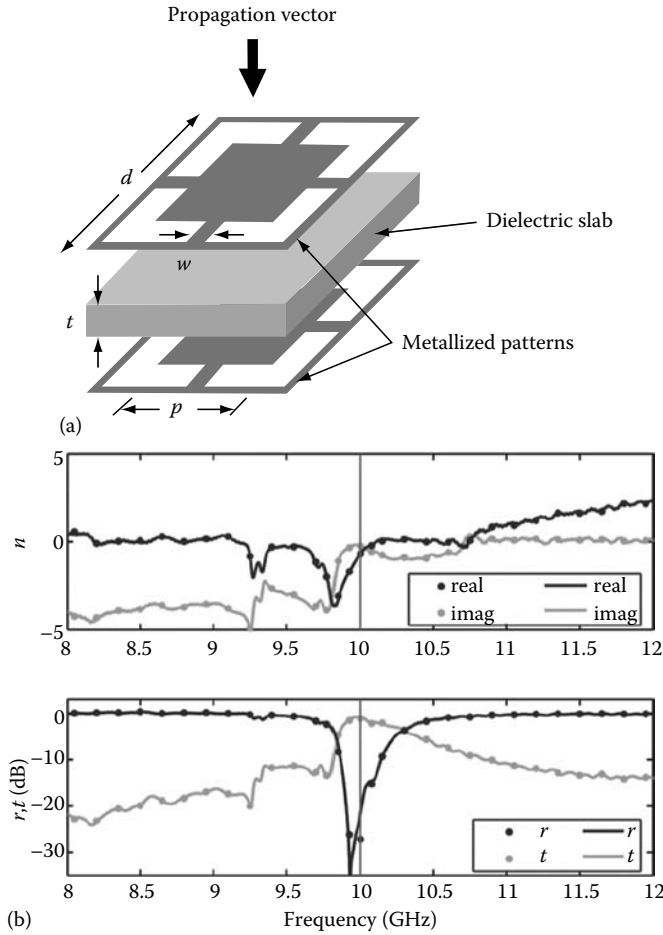 Propagation vector
d
w
Dielectric slab
t
Metallized patterns
p
(a)
5
n
0
−5
real real
imag imag
8 8.5 9 9.5 10 10.5 11 11.5 12
r,t (dB)
0
−10
−20
−30
r r
t t
8 8.5 9 9.5 10 10.5 11 11.5 12
(b)
Frequency (GHz)